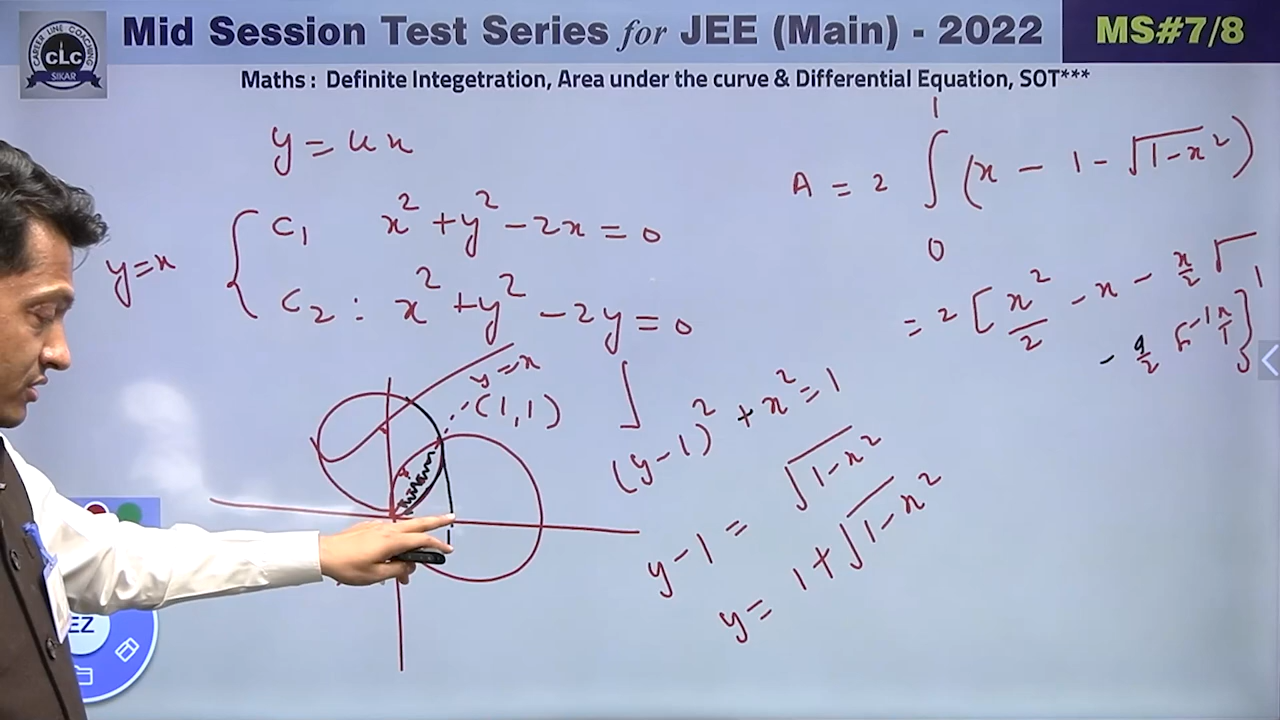 CAREER LINE COACHING
CLC
SIKAR
Mid Session Test Series for JEE (Main) - 2022
MS#7/8
Maths : Definite Integetration, Area under the curve & Differential Equation, SOT***
y = kx
y=x
C₁ x² + y² - 2x = 0
C₂ : x² + y² - 2y = 0
y=x
(1,1)
∫
(y-1)² + x² = 1
y-1 = √1-x²
y = 1+√1-x²
A = 2 ∫₀¹ (x - 1 - √1-x²)
= 2 [x²/2 - x - x/2 √
EZ